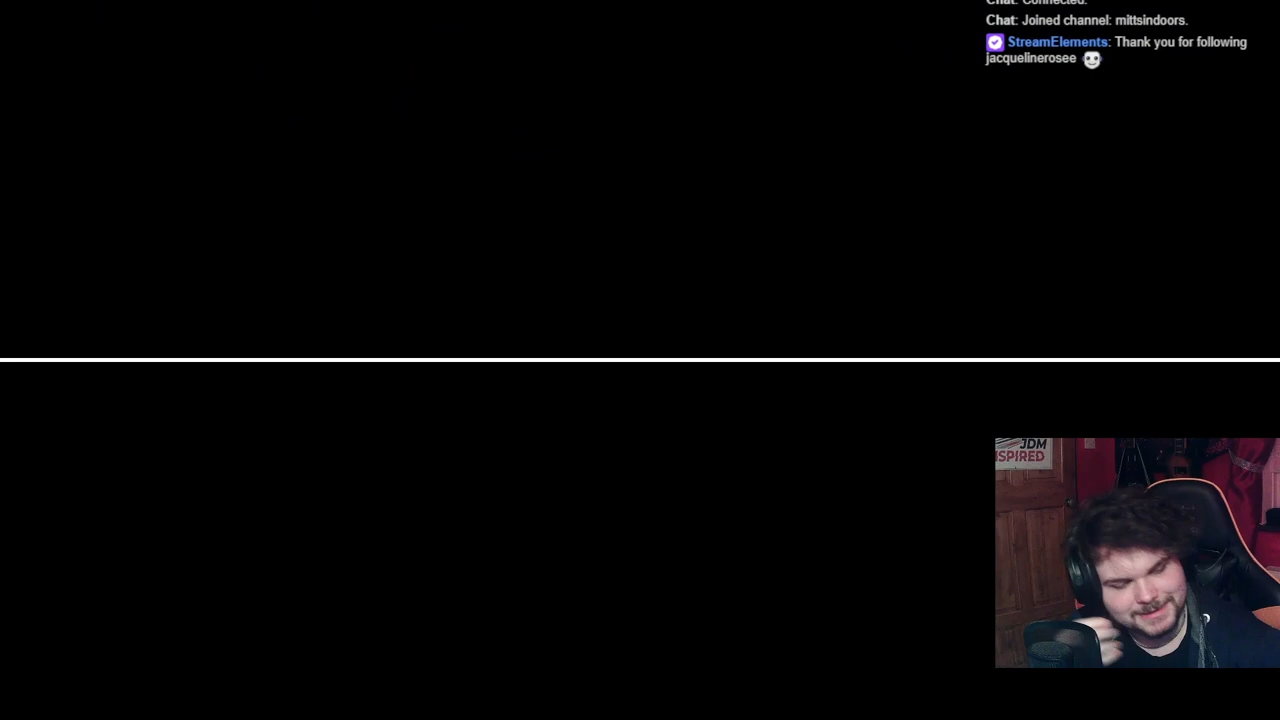 Chat: Connected.
Chat: Joined channel: mittsindoors.
StreamElements: Thank you for following
jacquelinerosee
JDM
SPIRED